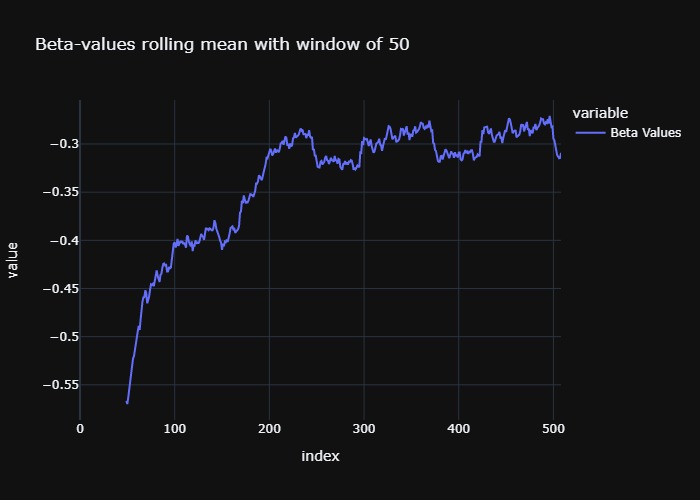 Beta-values rolling mean with window of 50
variable
Beta Values
−0.3
−0.35
−0.4
−0.45
−0.5
−0.55
value
0 100 200 300 400 500
index